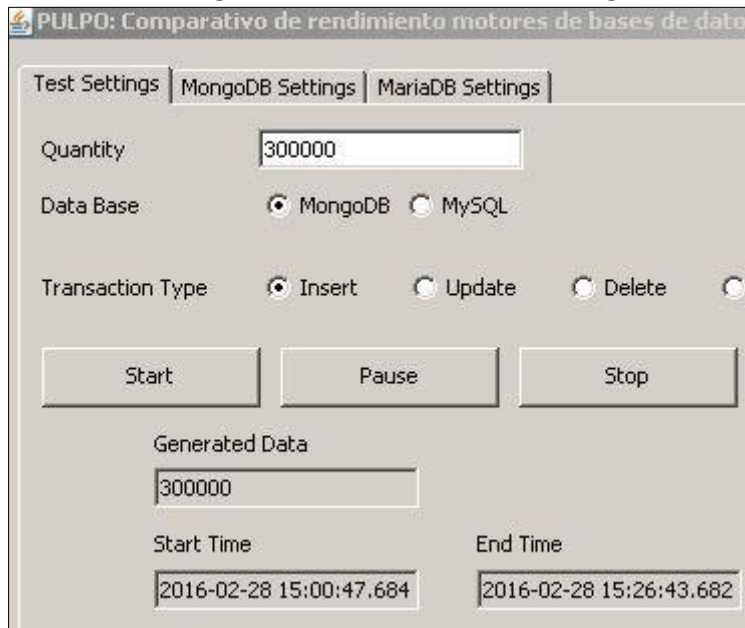 PULPO: Comparativo de rendimiento motores de bases de dato
Test Settings MongoDB Settings MariaDB Settings
Quantity 300000
Data Base MongoDB MySQL
Transaction Type Insert Update Delete
Start Pause Stop
Generated Data
300000
Start Time End Time
2016-02-28 15:00:47.684 2016-02-28 15:26:43.682